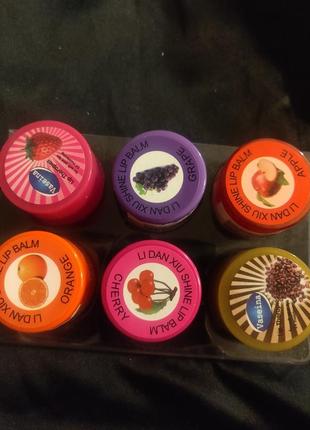 Vaseina
LI DAN XIU SHINE LIP BALM
GRAPE
LI DAN XIU SHINE LIP BALM
APPLE
LI DAN XIU SHINE LIP BALM
ORANGE
LI DAN XIU SHINE LIP BALM
CHERRY
Vaseina